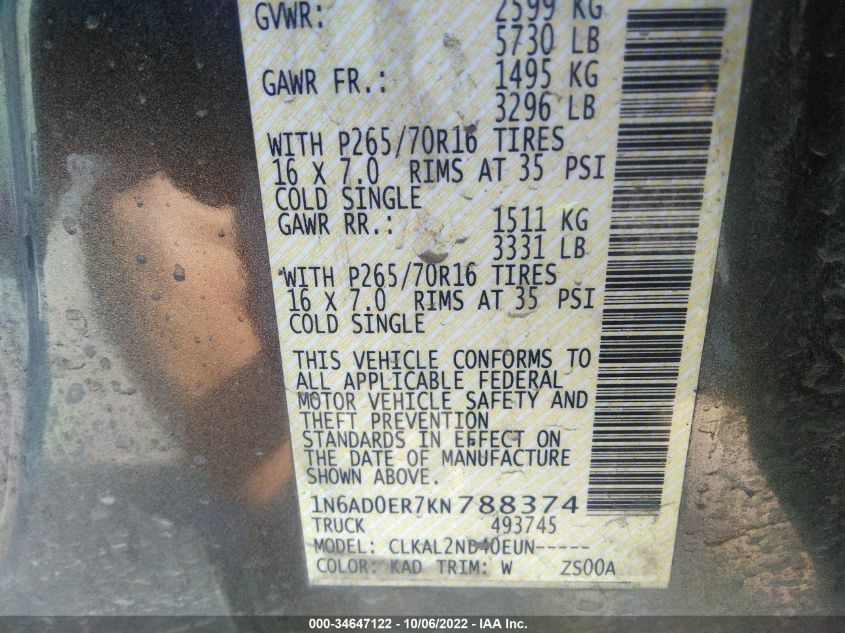 GVWR: 2599 KG
5730 LB
GAWR FR.: 1495 KG
3296 LB
WITH P265/70R16 TIRES
16 X 7.0 RIMS AT 35 PSI
COLD SINGLE
GAWR RR.: 1511 KG
3331 LB
WITH P265/70R16 TIRES
16 X 7.0 RIMS AT 35 PSI
COLD SINGLE
THIS VEHICLE CONFORMS TO
ALL APPLICABLE FEDERAL
MOTOR VEHICLE SAFETY AND
THEFT PREVENTION
STANDARDS IN EFFECT ON
THE DATE OF MANUFACTURE
SHOWN ABOVE.
1N6AD0ER7KN788374
TRUCK 493745
MODEL: CLKAL2ND40EUN-----
COLOR: KAD TRIM: W ZS00A
000-34647122 - 10/06/2022 - IAA Inc.